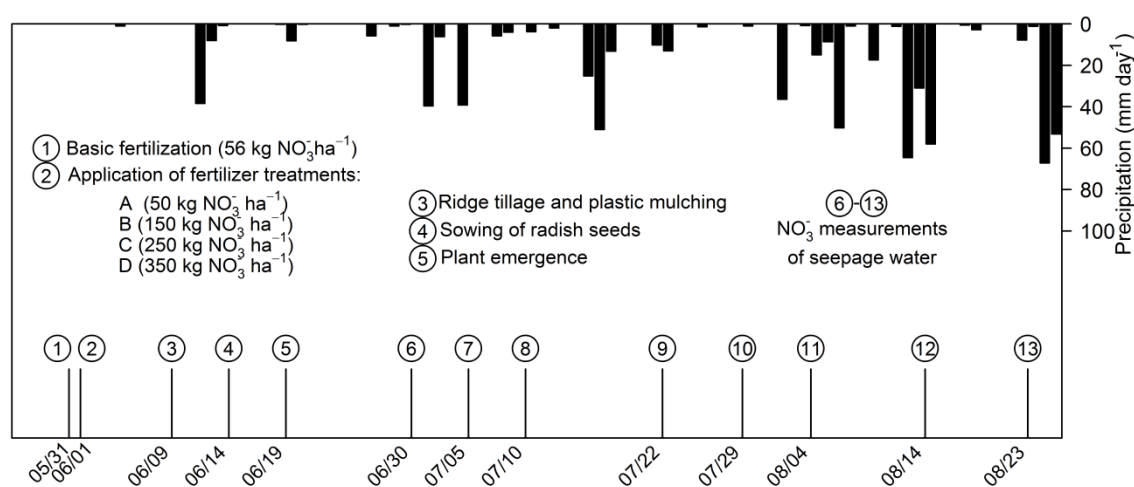 0
20
40
60
80
100
Precipitation (mm day⁻¹)
① Basic fertilization (56 kg NO₃⁻ha⁻¹)
② Application of fertilizer treatments:
A (50 kg NO₃⁻ ha⁻¹)
B (150 kg NO₃⁻ ha⁻¹)
C (250 kg NO₃⁻ ha⁻¹)
D (350 kg NO₃⁻ ha⁻¹)
③ Ridge tillage and plastic mulching
④ Sowing of radish seeds
⑤ Plant emergence
⑥-⑬
NO₃⁻ measurements
of seepage water
① ② ③ ④ ⑤ ⑥ ⑦ ⑧ ⑨ ⑩ ⑪ ⑫ ⑬
05/31 06/01 06/09 06/14 06/19 06/30 07/05 07/10 07/22 07/29 08/04 08/14 08/23